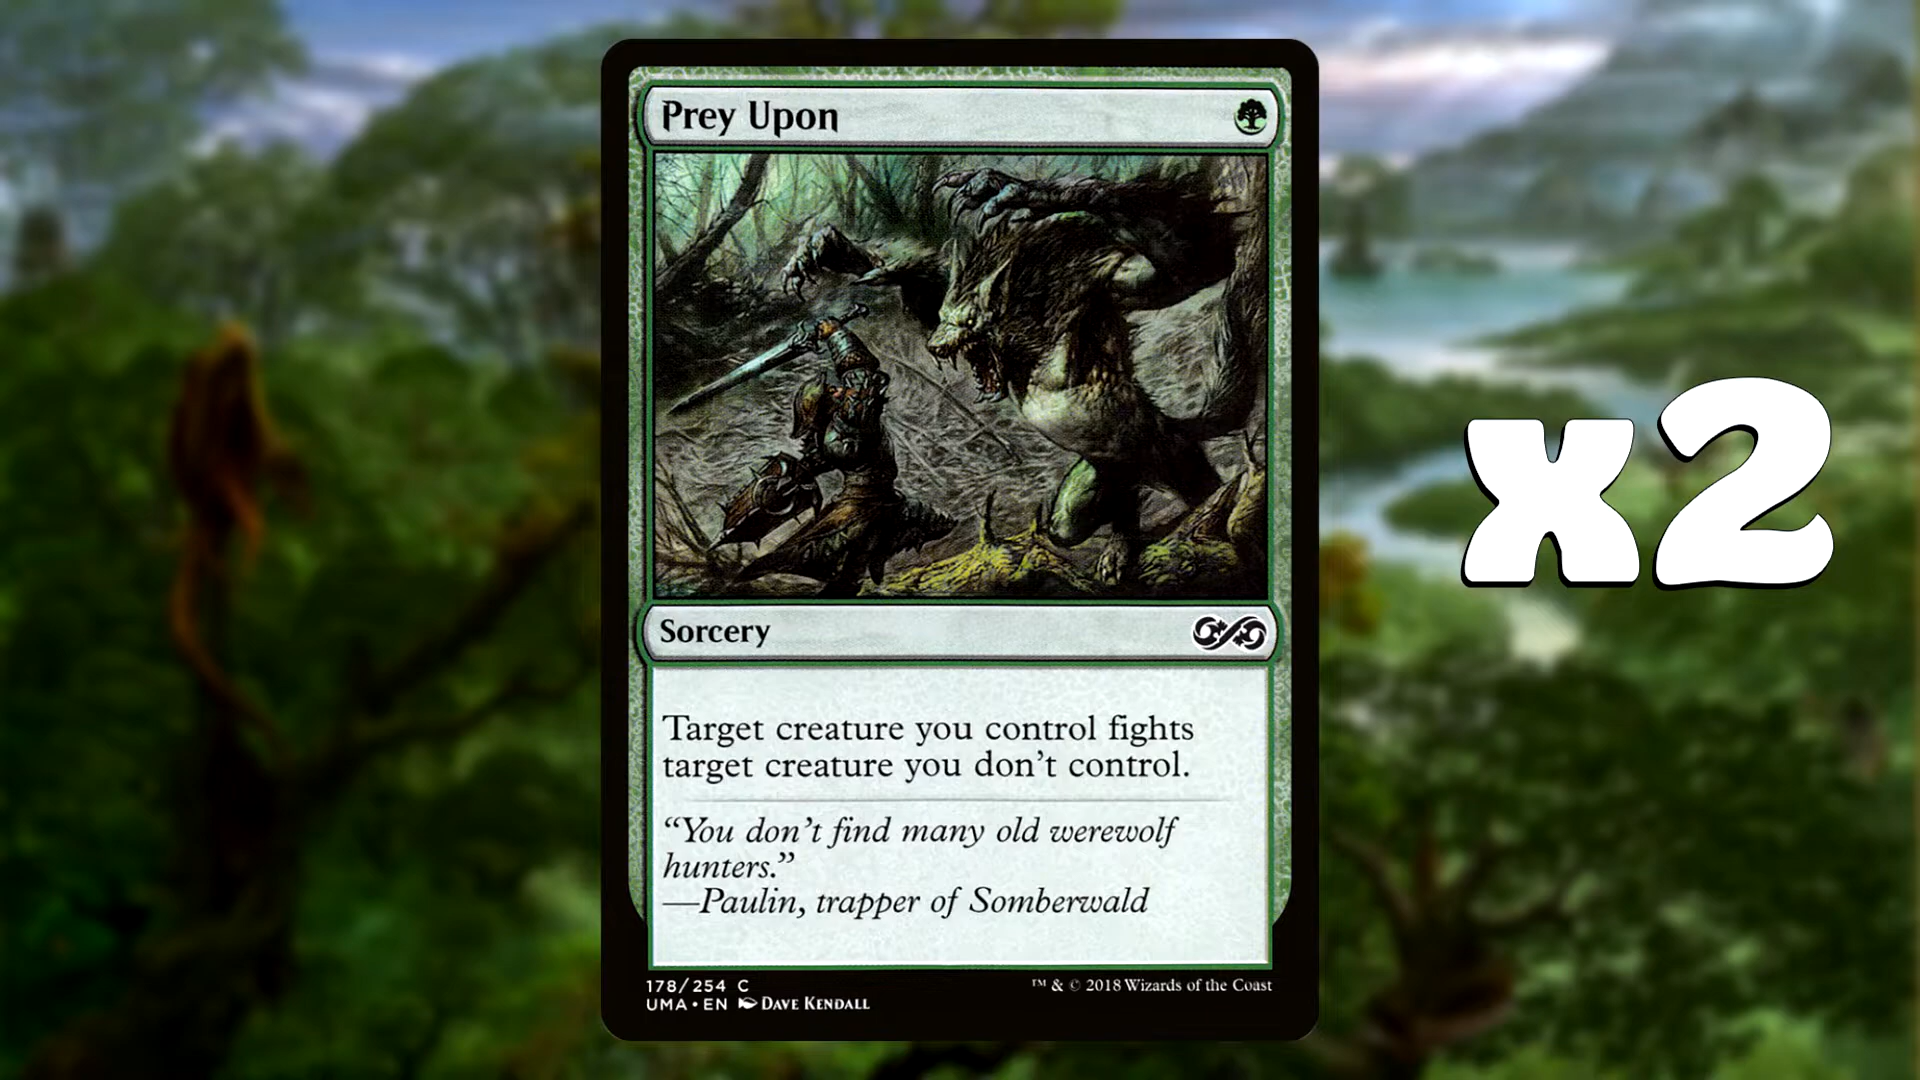 Prey Upon
x2
Sorcery
Target creature you control fights
target creature you don't control.
“You don't find many old werewolf
hunters.”
—Paulin, trapper of Somberwald
178/254 C
UMA • EN DAVE KENDALL
™ & © 2018 Wizards of the Coast